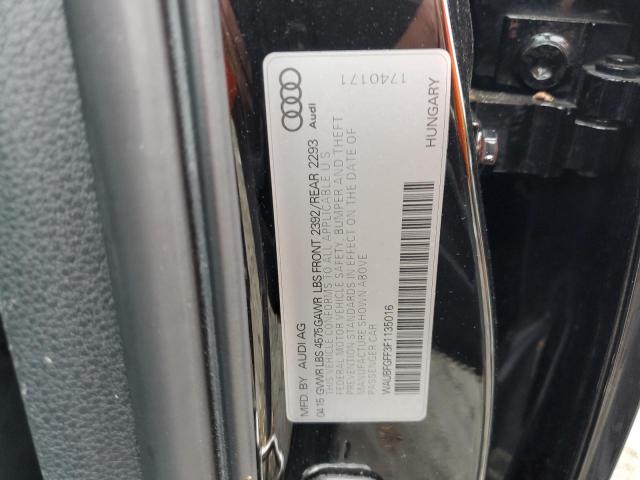 MFD. BY AUDI AG Audi
0415 GVWR LBS 4575 GAWR LBS FRONT 2392/REAR 2293
THIS VEHICLE CONFORMS TO ALL APPLICABLE U S
FEDERAL MOTOR VEHICLE SAFETY, BUMPER AND THEFT
PREVENTION STANDARDS IN EFFECT ON THE DATE OF
MANUFACTURE SHOWN ABOVE.
PASSENGER CAR
WAUBFGFF3F1135016 HUNGARY
1740171